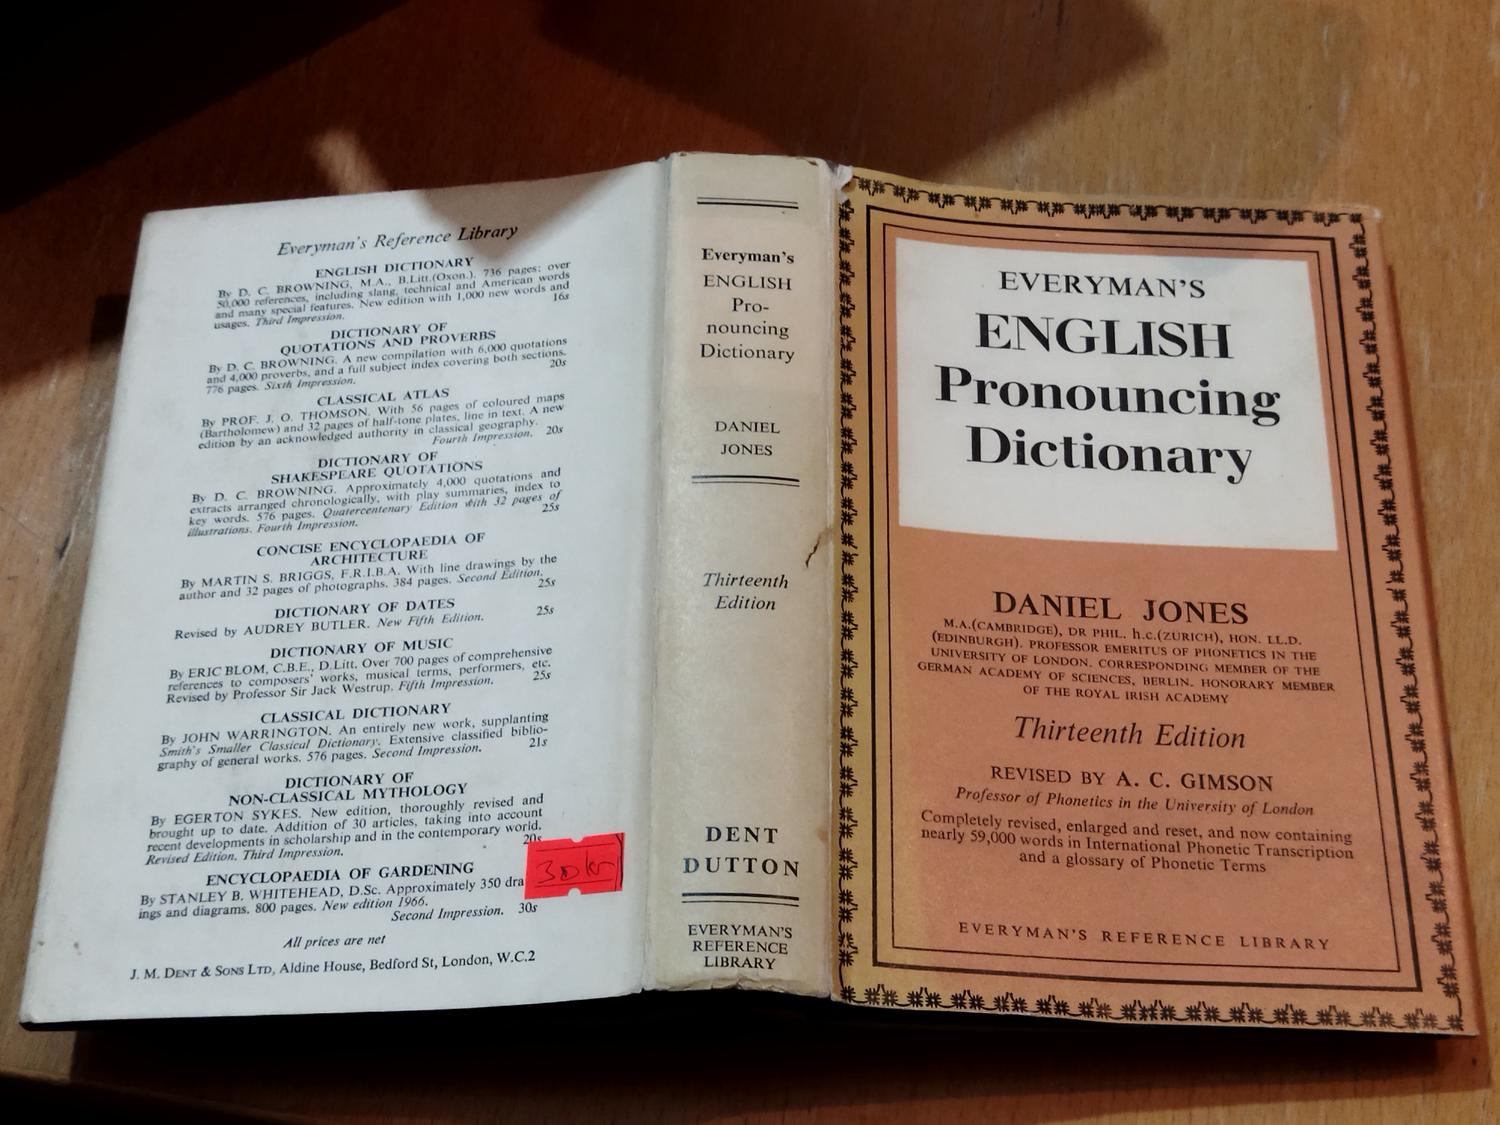 Everyman's Reference Library
ENGLISH DICTIONARY
By D. C. BROWNING, M.A., B.Litt.(Oxon.). 736 pages; over
50,000 references, including slang, technical and American words
and many special features. New edition with 1,000 new words and
usages. Third Impression. 16s
DICTIONARY OF
QUOTATIONS AND PROVERBS
By D. C. BROWNING. A new compilation with 6,000 quotations
and 4,000 proverbs, and a full subject index covering both sections.
776 pages. Sixth Impression. 20s
CLASSICAL ATLAS
By PROF. J. O. THOMSON. With 56 pages of coloured maps
(Bartholomew) and 32 pages of half-tone plates, line in text. A new
edition by an acknowledged authority in classical geography.
Fourth Impression. 20s
DICTIONARY OF
SHAKESPEARE QUOTATIONS
By D. C. BROWNING. Approximately 4,000 quotations and
extracts arranged chronologically, with play summaries, index to
key words. 576 pages. Quatercentenary Edition with 32 pages of
illustrations. Fourth Impression. 25s
CONCISE ENCYCLOPAEDIA OF
ARCHITECTURE
By MARTIN S. BRIGGS, F.R.I.B.A. With line drawings by the
author and 32 pages of photographs. 384 pages. Second Edition.
25s
DICTIONARY OF DATES
Revised by AUDREY BUTLER. New Fifth Edition. 25s
DICTIONARY OF MUSIC
By ERIC BLOM, C.B.E., D.Litt. Over 700 pages of comprehensive
references to composers' works, musical terms, performers, etc.
Revised by Professor Sir Jack Westrup. Fifth Impression. 25s
CLASSICAL DICTIONARY
By JOHN WARRINGTON. An entirely new work, supplanting
Smith's Smaller Classical Dictionary. Extensive classified biblio-
graphy of general works. 576 pages. Second Impression. 21s
DICTIONARY OF
NON-CLASSICAL MYTHOLOGY
By EGERTON SYKES. New edition, thoroughly revised and
brought up to date. Addition of 30 articles, taking into account
recent developments in scholarship and in the contemporary world.
Revised Edition. Third Impression. 20s
ENCYCLOPAEDIA OF GARDENING
By STANLEY B. WHITEHEAD, D.Sc. Approximately 350 dra
ings and diagrams. 800 pages. New edition 1966.
Second Impression. 30s
All prices are net
J. M. DENT & SONS LTD, Aldine House, Bedford St, London, W.C.2
30 kr
Everyman's
ENGLISH
Pro-
nouncing
Dictionary
DANIEL
JONES
Thirteenth
Edition
DENT
DUTTON
EVERYMAN'S
REFERENCE
LIBRARY
EVERYMAN'S
ENGLISH
Pronouncing
Dictionary
DANIEL JONES
M.A.(CAMBRIDGE), DR PHIL. h.c.(ZÜRICH), HON. LL.D.
(EDINBURGH). PROFESSOR EMERITUS OF PHONETICS IN THE
UNIVERSITY OF LONDON. CORRESPONDING MEMBER OF THE
GERMAN ACADEMY OF SCIENCES, BERLIN. HONORARY MEMBER
OF THE ROYAL IRISH ACADEMY
Thirteenth Edition
REVISED BY A. C. GIMSON
Professor of Phonetics in the University of London
Completely revised, enlarged and reset, and now containing
nearly 59,000 words in International Phonetic Transcription
and a glossary of Phonetic Terms
EVERYMAN'S REFERENCE LIBRARY